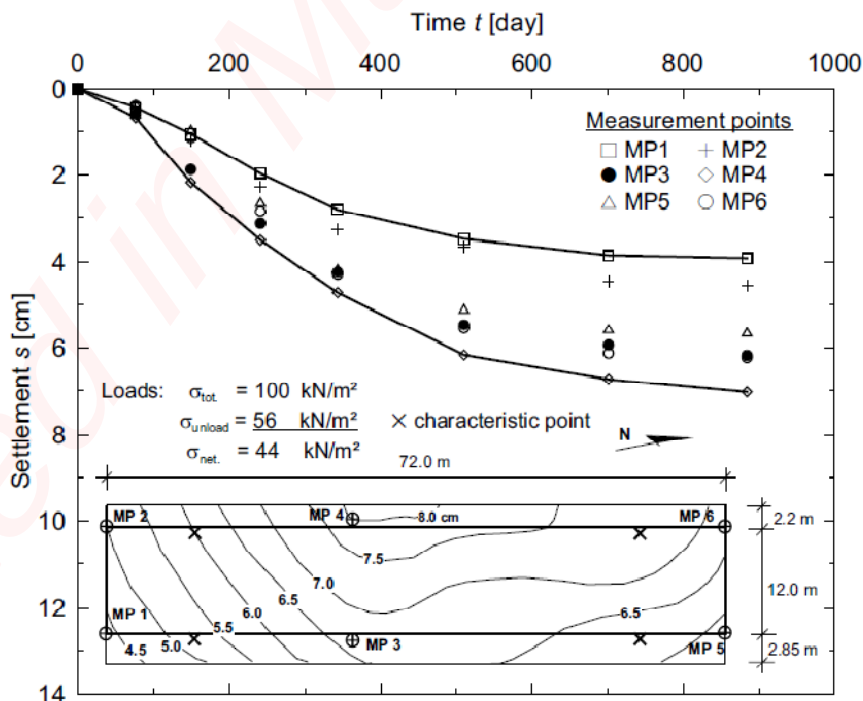 Time t [day]
0 200 400 600 800 1000
Settlement s [cm]
0
2
4
6
8
10
12
14
Measurement points
MP1 MP2
MP3 MP4
MP5 MP6
Loads: σtot. = 100 kN/m²
σunload = 56 kN/m² × characteristic point
σnet. = 44 kN/m²
N
72.0 m
MP 2 MP 4 8.0 cm MP 6
2.2 m
7.5
7.0
12.0 m
6.5
6.0
6.5
5.5
MP 1
5.0
4.5
MP 3
MP 5
2.85 m